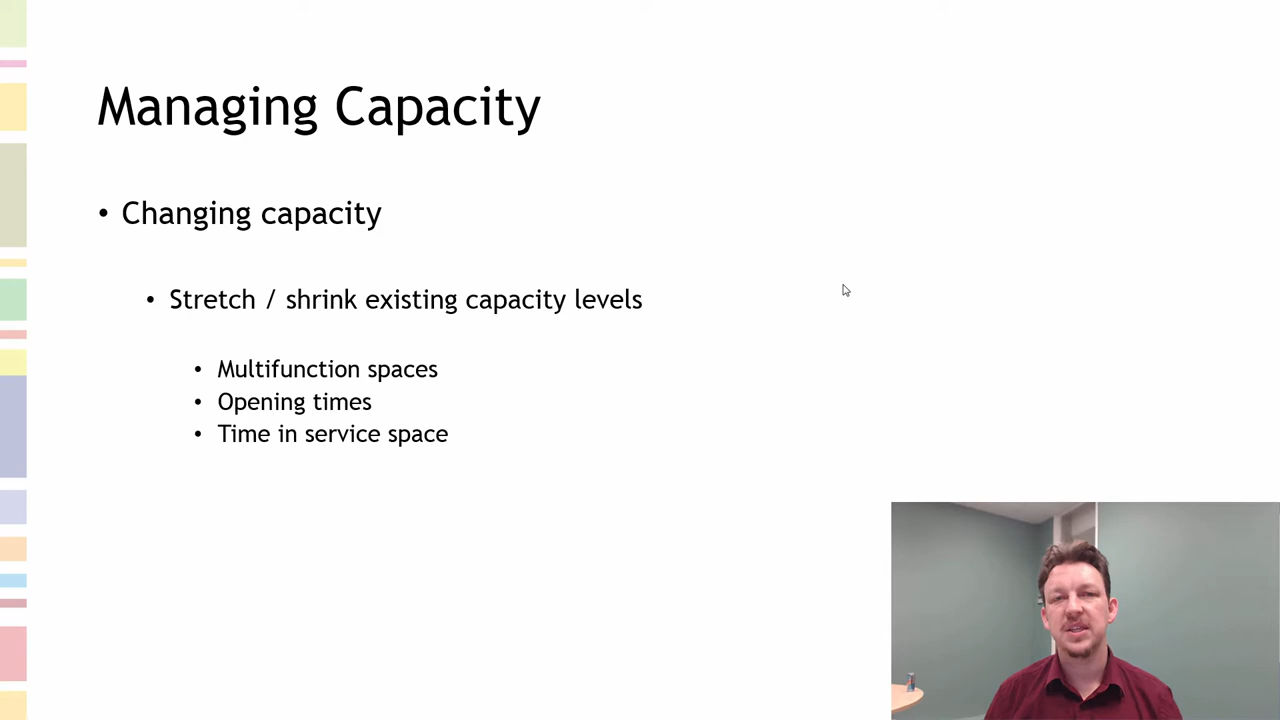 Managing Capacity
• Changing capacity
• Stretch / shrink existing capacity levels
• Multifunction spaces
• Opening times
• Time in service space